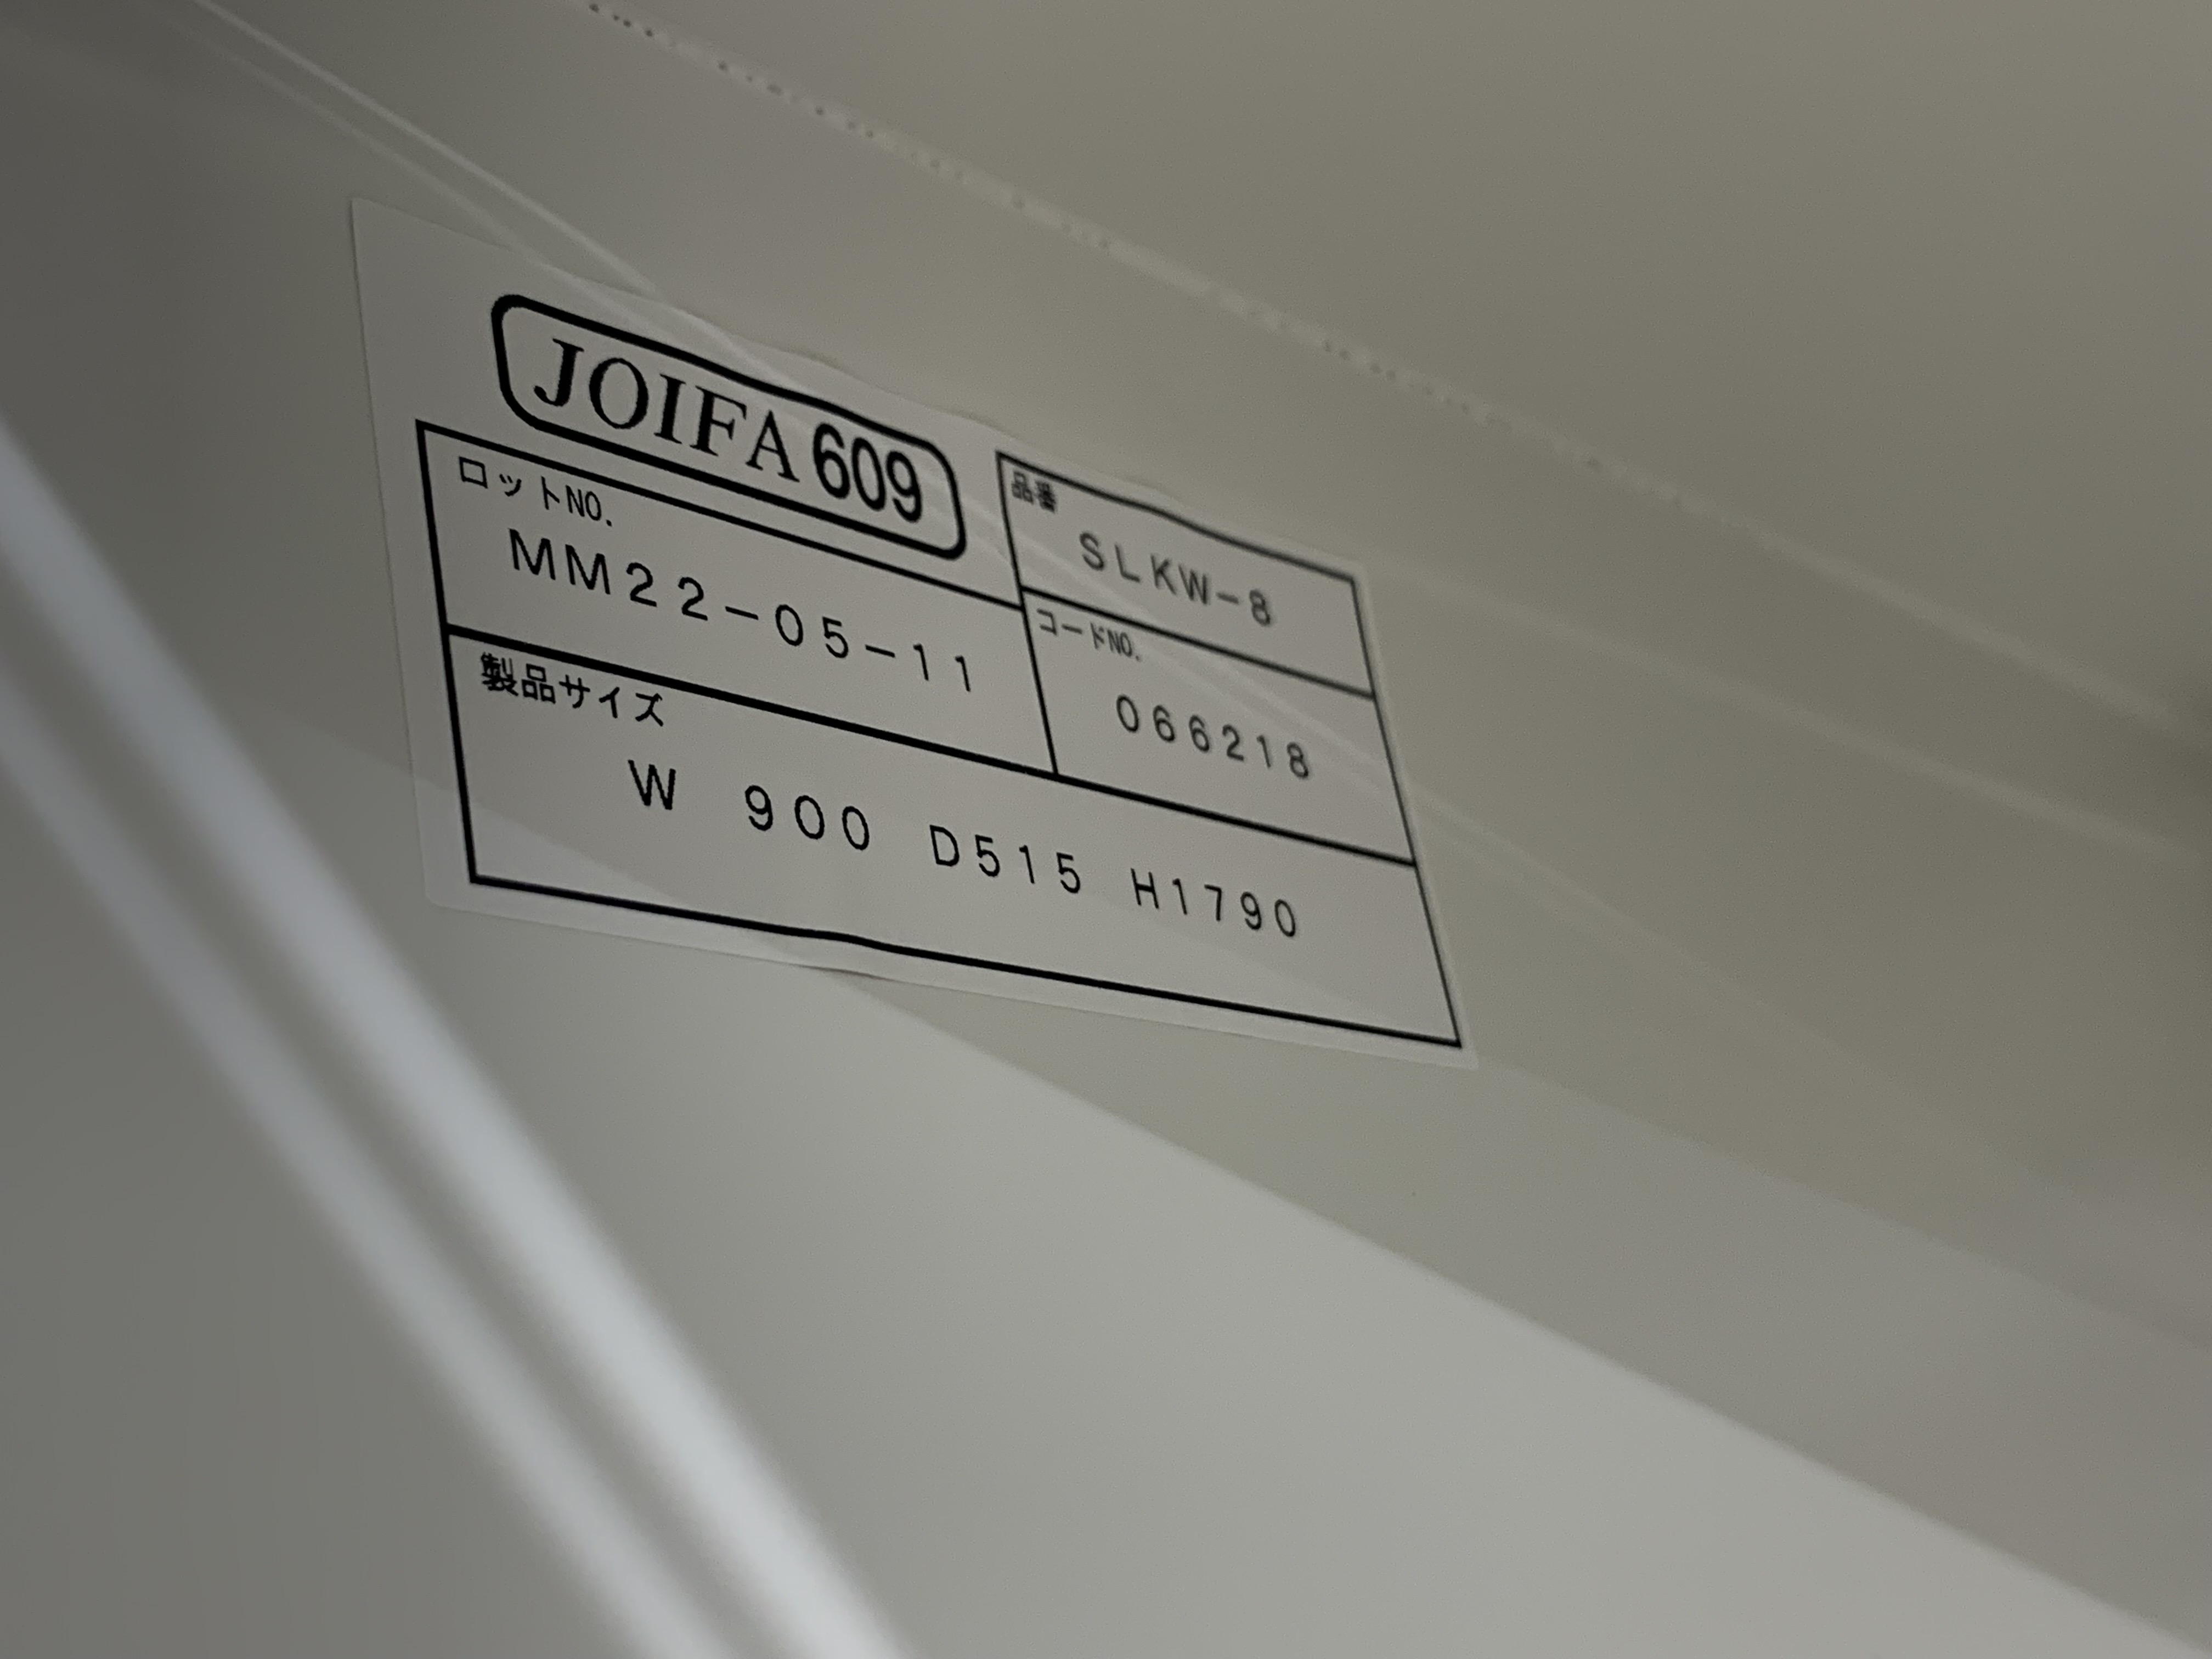 JOIFA 609
品番
SLKW-8
ロットNO.
MM22-05-11
コードNO.
066218
製品サイズ
W 900 D515 H1790